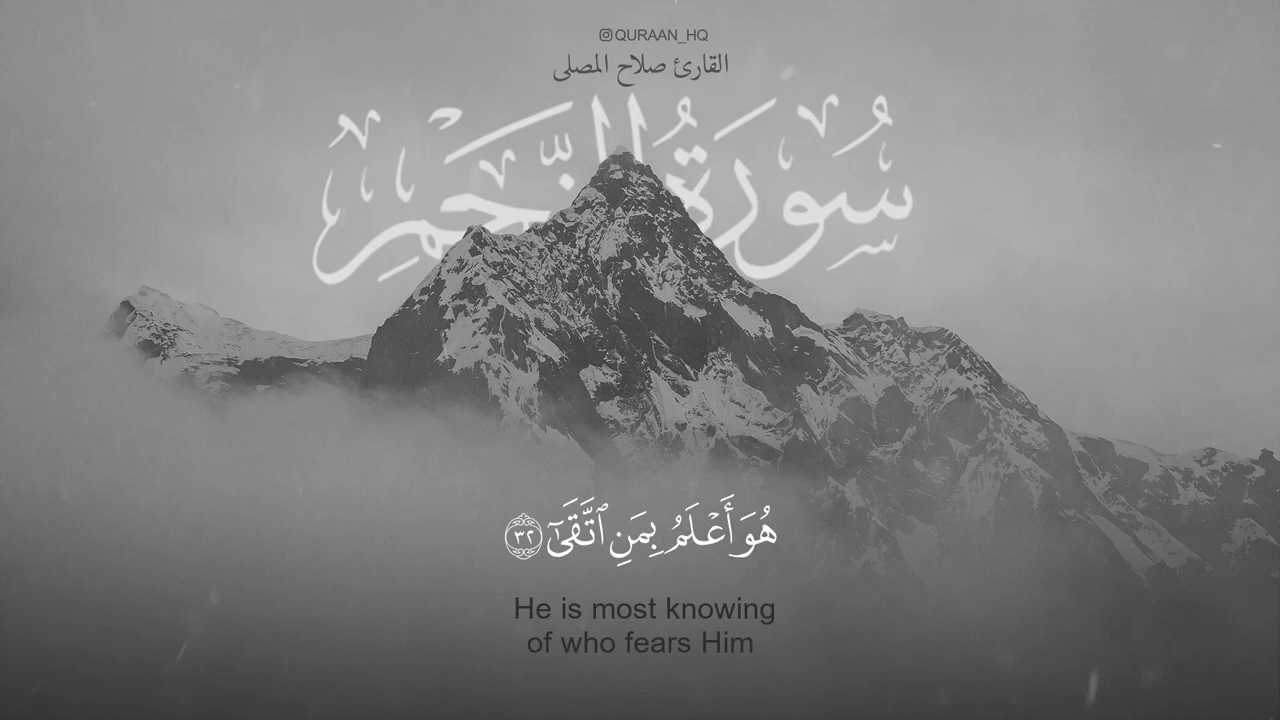 QURAAN_HQ
القارئ صلاح المصلى
سُورَةُ النَّجْمِ
هُوَ أَعْلَمُ بِمَنِ ٱتَّقَىٰٓ ٣٢
He is most knowing
of who fears Him